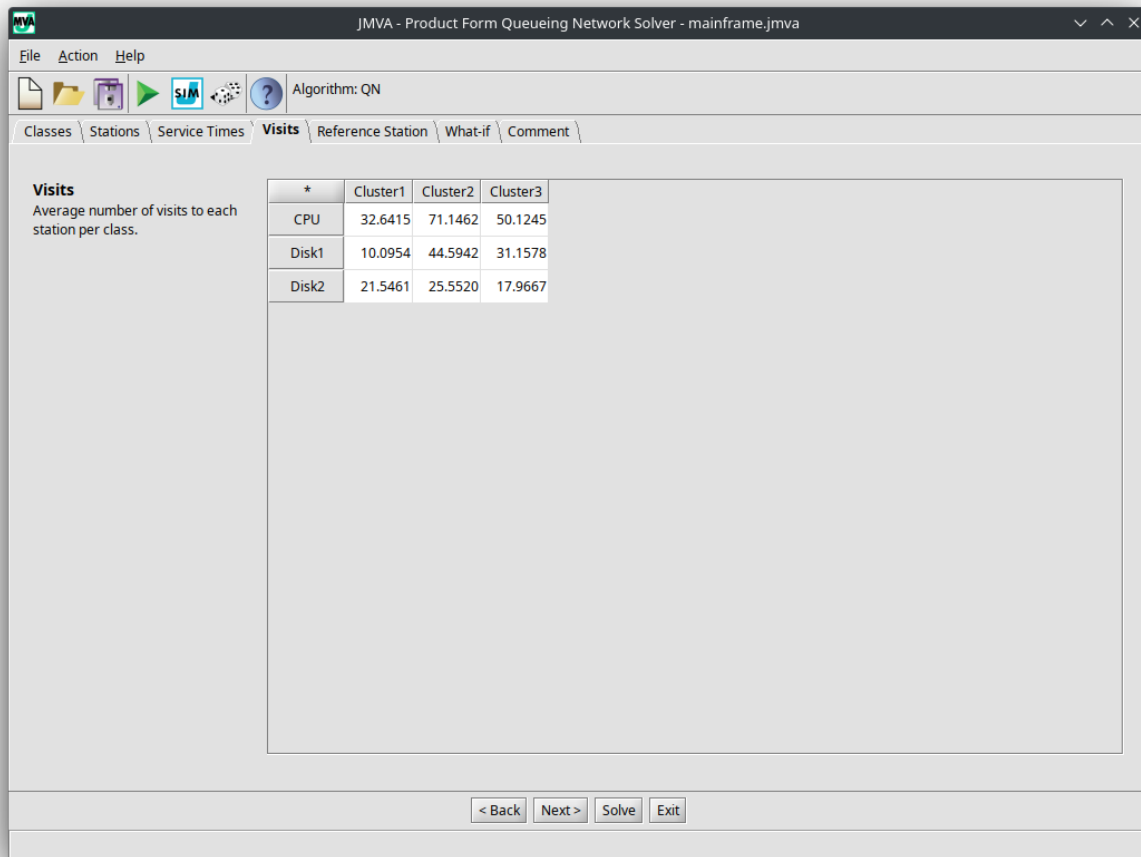 MVA JMVA - Product Form Queueing Network Solver - mainframe.jmva
File Action Help
SIM ? Algorithm: QN
Classes Stations Service Times Visits Reference Station What-if Comment
Visits
Average number of visits to each
station per class.
* Cluster1 Cluster2 Cluster3
CPU 32.6415 71.1462 50.1245
Disk1 10.0954 44.5942 31.1578
Disk2 21.5461 25.5520 17.9667
< Back Next > Solve Exit